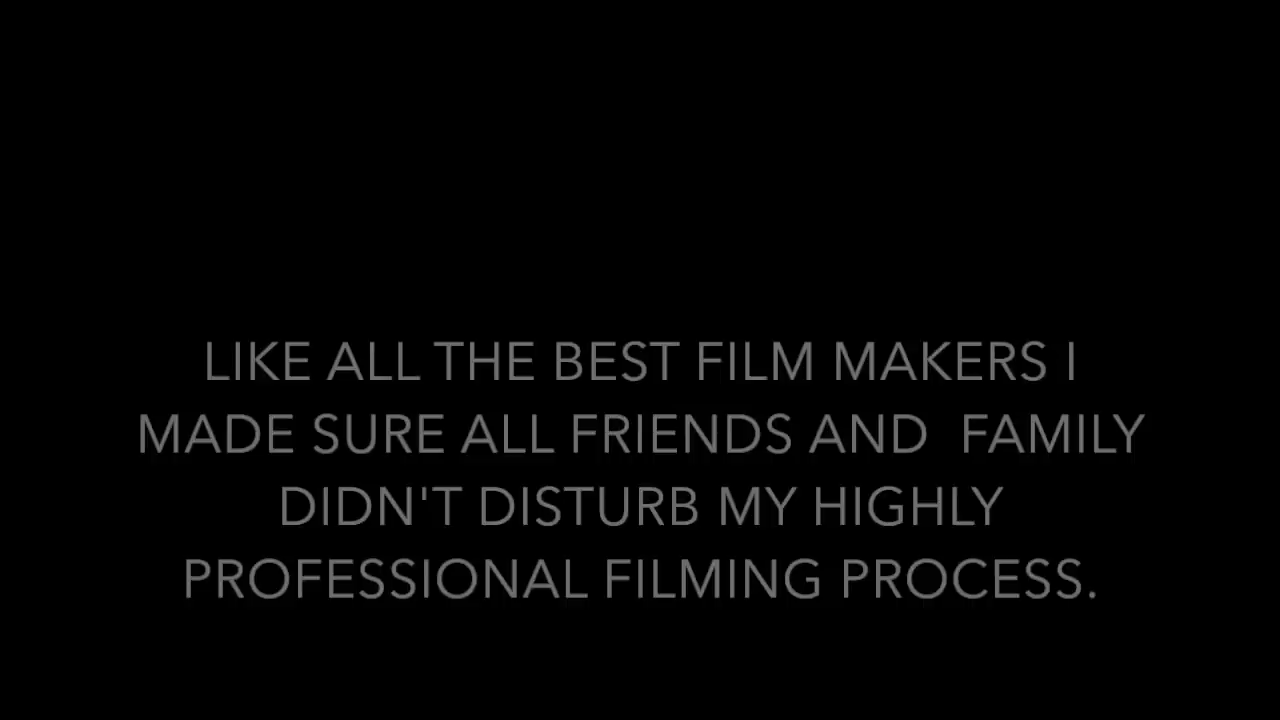 LIKE ALL THE BEST FILM MAKERS I
MADE SURE ALL FRIENDS AND  FAMILY
DIDN'T DISTURB MY HIGHLY
PROFESSIONAL FILMING PROCESS.